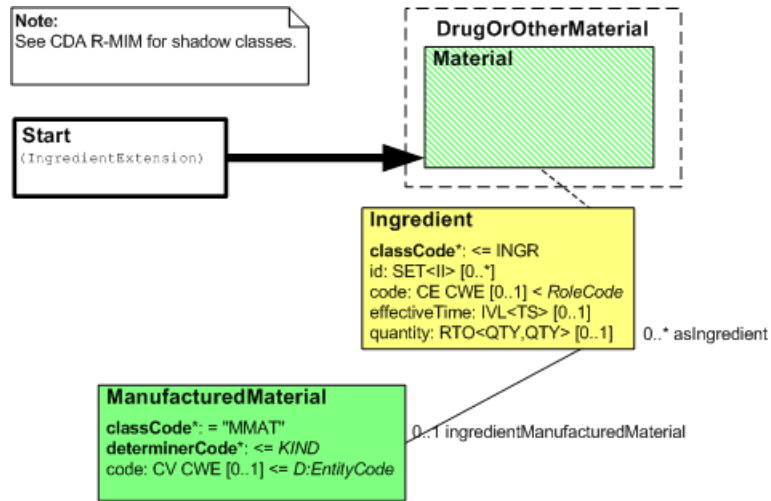 Note:
See CDA R-MIM for shadow classes.
DrugOrOtherMaterial
Material
Start
(IngredientExtension)
Ingredient
classCode*: <= INGR
id: SET<II> [0..*]
code: CE CWE [0..1] < RoleCode
effectiveTime: IVL<TS> [0..1]
quantity: RTO<QTY,QTY> [0..1]
0..* asIngredient
ManufacturedMaterial
classCode*: = "MMAT"
determinerCode*: <= KIND
code: CV CWE [0..1] <= D:EntityCode
0..1 ingredientManufacturedMaterial